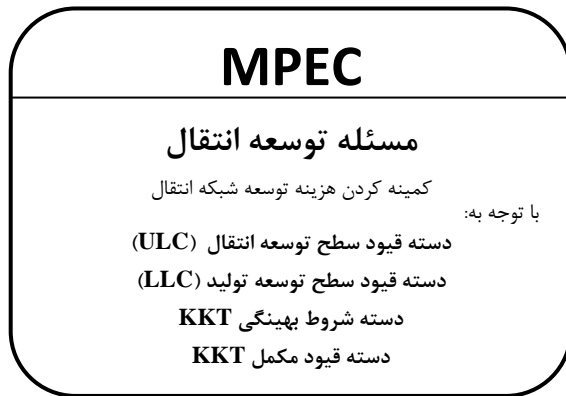 MPEC
مسئله توسعه انتقال
کمینه کردن هزینه توسعه شبکه انتقال
با توجه به:
دسته قیود سطح توسعه انتقال (ULC)
دسته قیود سطح توسعه تولید (LLC)
دسته شروط بهینگی KKT
دسته قیود مکمل KKT